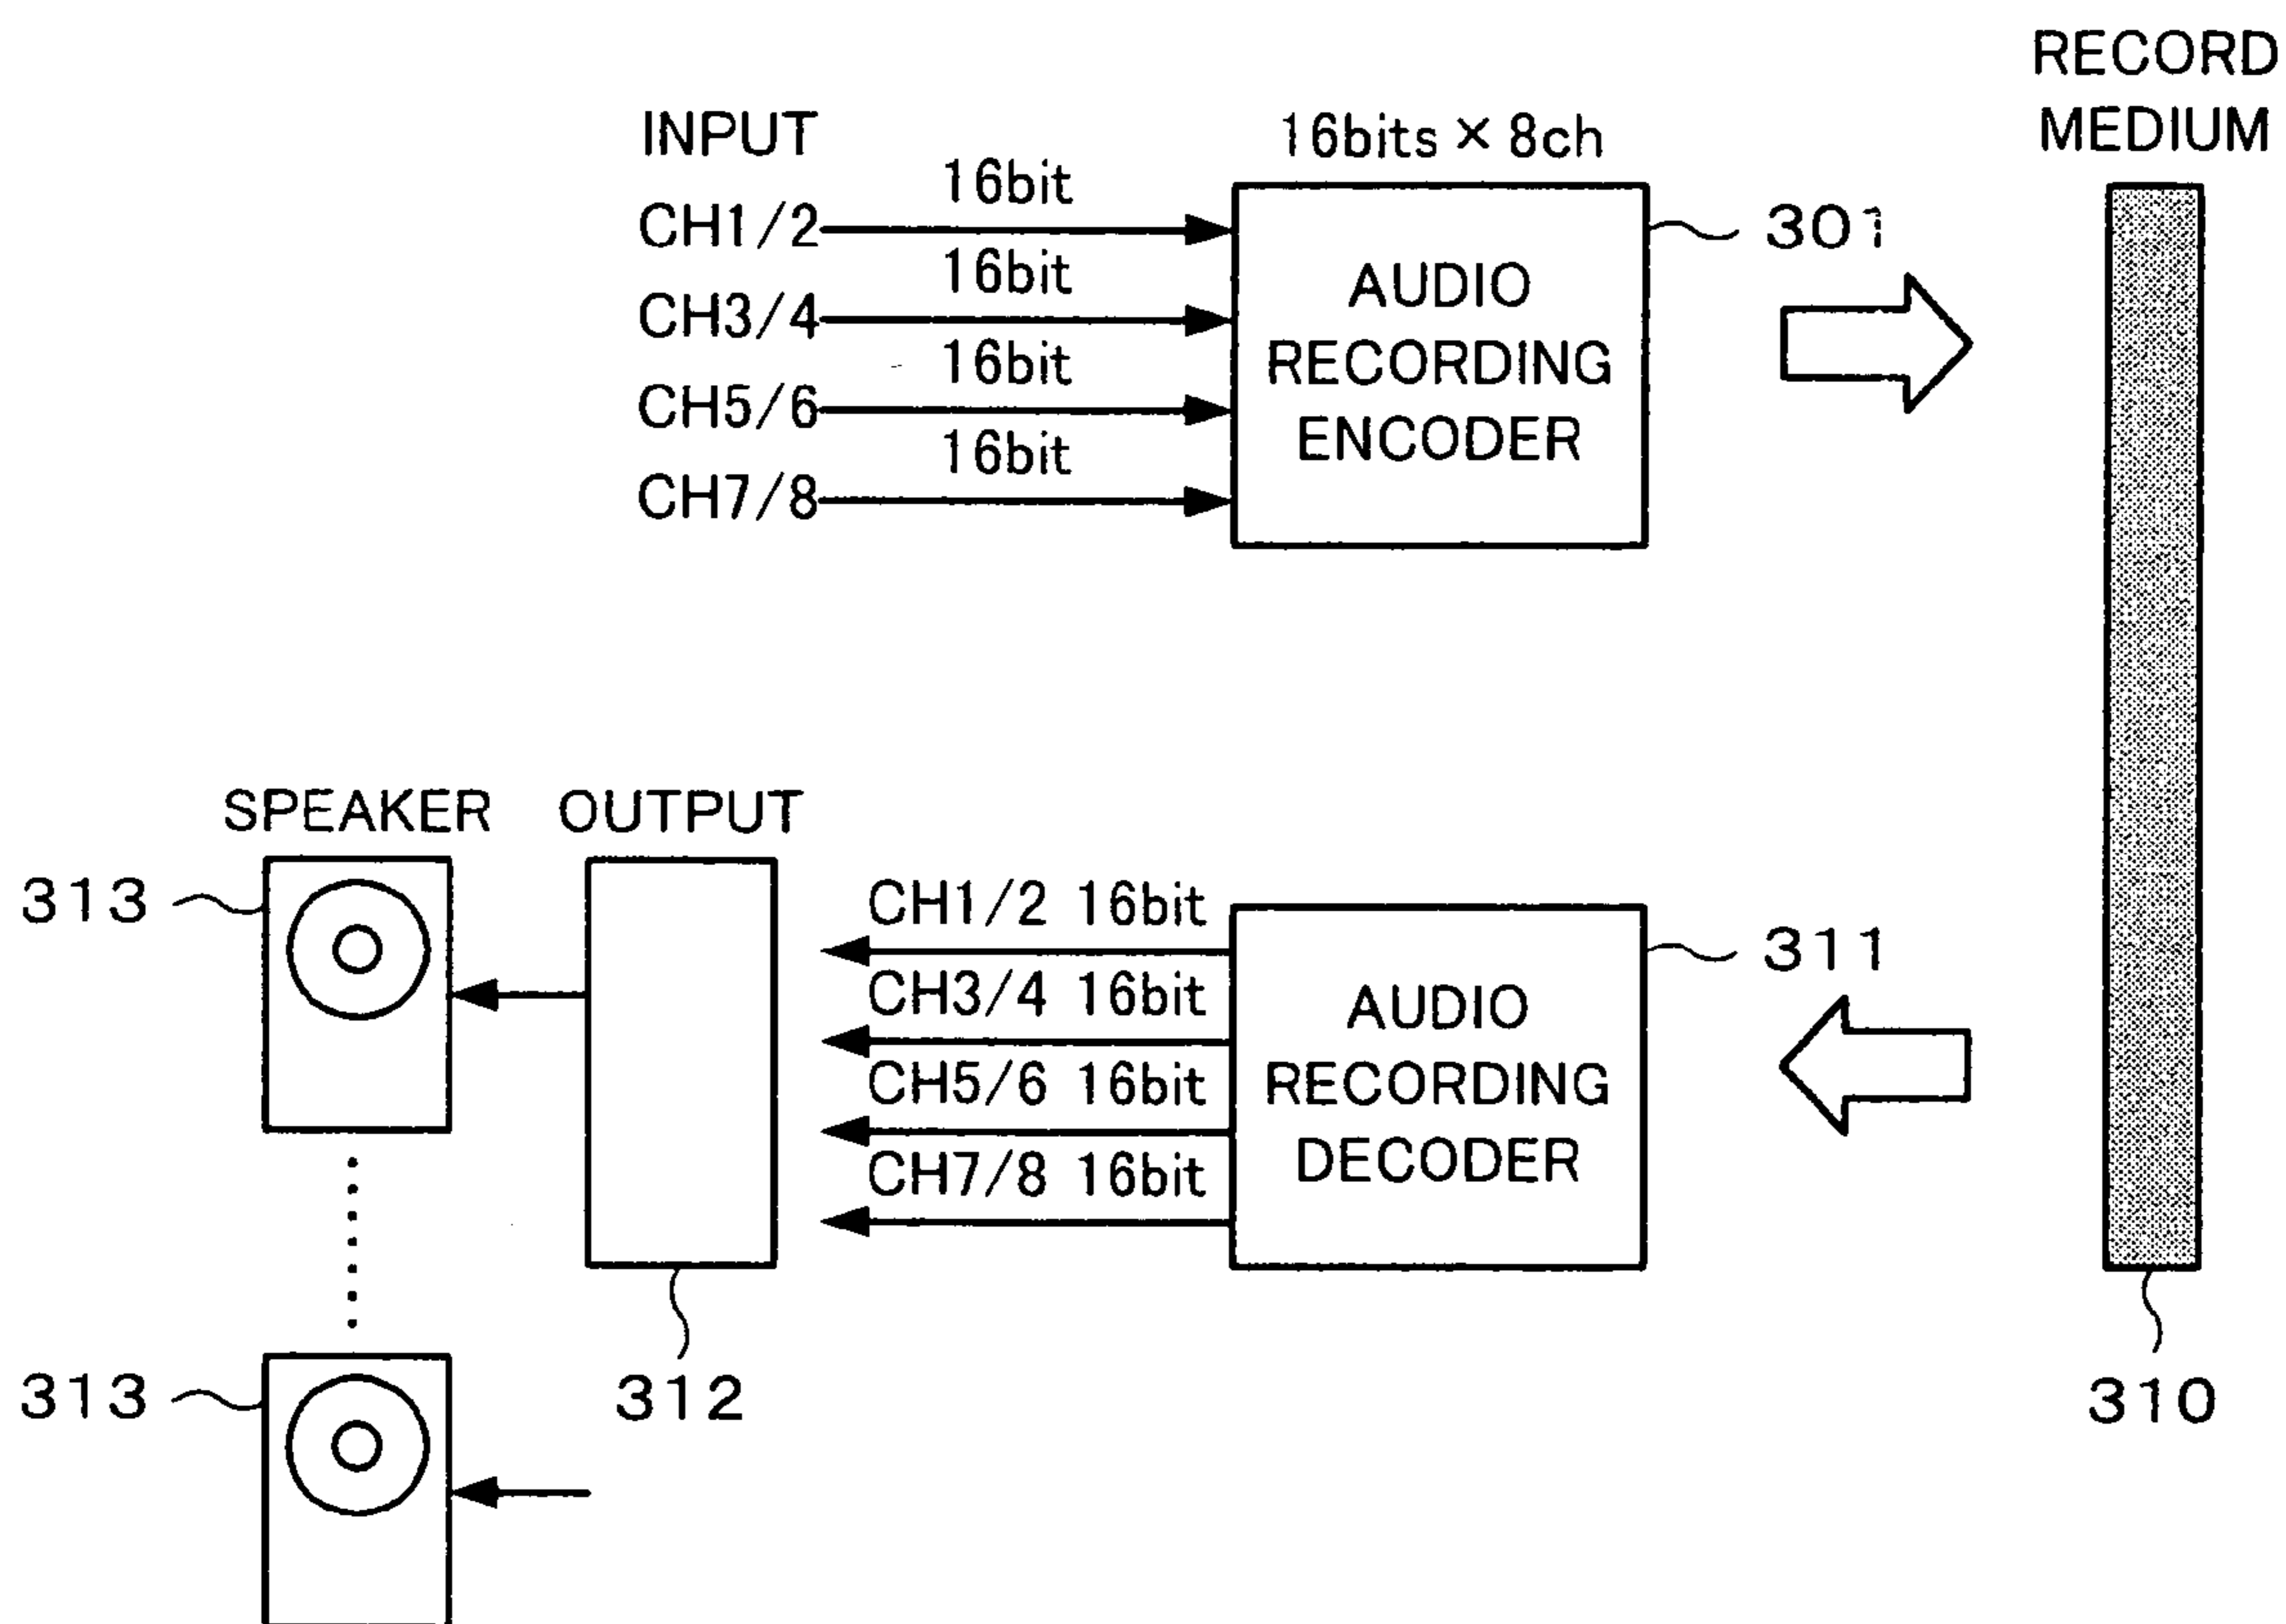 RECORD
MEDIUM
INPUT
16bits × 8ch
16bit
CH1/2
301
16bit
CH3/4
AUDIO
RECORDING
ENCODER
16bit
CH5/6
16bit
CH7/8
SPEAKER
OUTPUT
313
CH1/2 16bit
311
CH3/4 16bit
AUDIO
RECORDING
DECODER
CH5/6 16bit
CH7/8 16bit
313
312
310